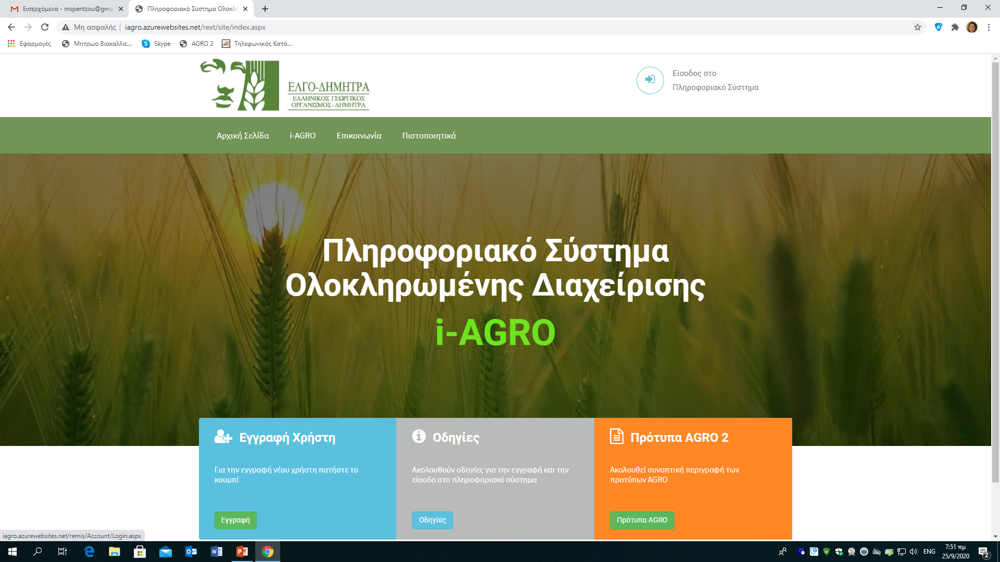 Εισερχόμενα - mspentzou@gma
Πληροφοριακό Σύστημα Ολοκλη
Μη ασφαλής
iagro.azurewebsites.net/rext/site/index.aspx
Εφαρμογές
Μητρώο Βιοκαλλιε...
Skype
AGRO 2
Τηλεφωνικός Κατά...
ΕΛΓΟ-ΔΗΜΗΤΡΑ
ΕΛΛΗΝΙΚΟΣ ΓΕΩΡΓΙΚΟΣ
ΟΡΓΑΝΙΣΜΟΣ - ΔΗΜΗΤΡΑ
Είσοδος στο
Πληροφοριακό Σύστημα
Αρχική Σελίδα
i-AGRO
Επικοινωνία
Πιστοποιητικά
Πληροφοριακό Σύστημα
Ολοκληρωμένης Διαχείρισης
i-AGRO
Εγγραφή Χρήστη
Για την εγγραφή νέου χρήστη πατήστε το
κουμπί
Εγγραφή
Οδηγίες
Ακολουθούν οδηγίες για την εγγραφή και την
είσοδο στο πληροφοριακό σύστημα
Οδηγίες
Πρότυπα AGRO 2
Ακολουθεί συνοπτική περιγραφή των
προτύπων AGRO
Πρότυπα AGRO
iagro.azurewebsites.net/remis/Account/Login.aspx
ENG
7:51 πμ
25/9/2020
2